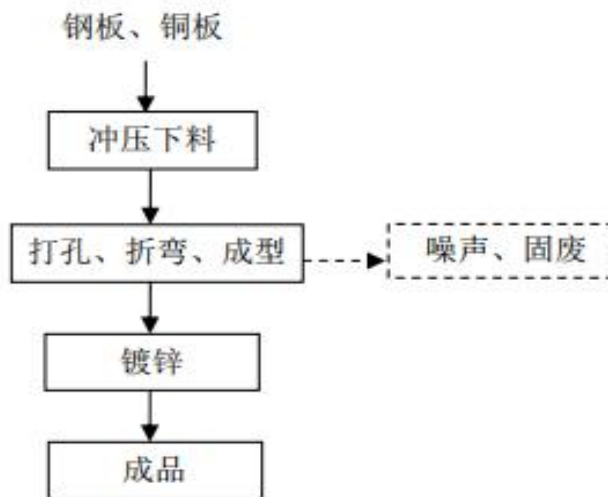 钢板、铜板
冲压下料
打孔、折弯、成型
噪声、固废
镀锌
成品